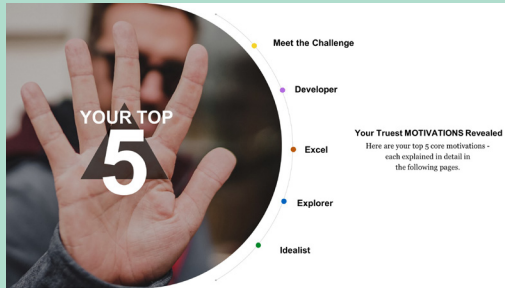 YOUR TOP
5
Meet the Challenge
Developer
Excel
Explorer
Idealist
Your Truest MOTIVATIONS Revealed
Here are your top 5 core motivations -
each explained in detail in
the following pages.